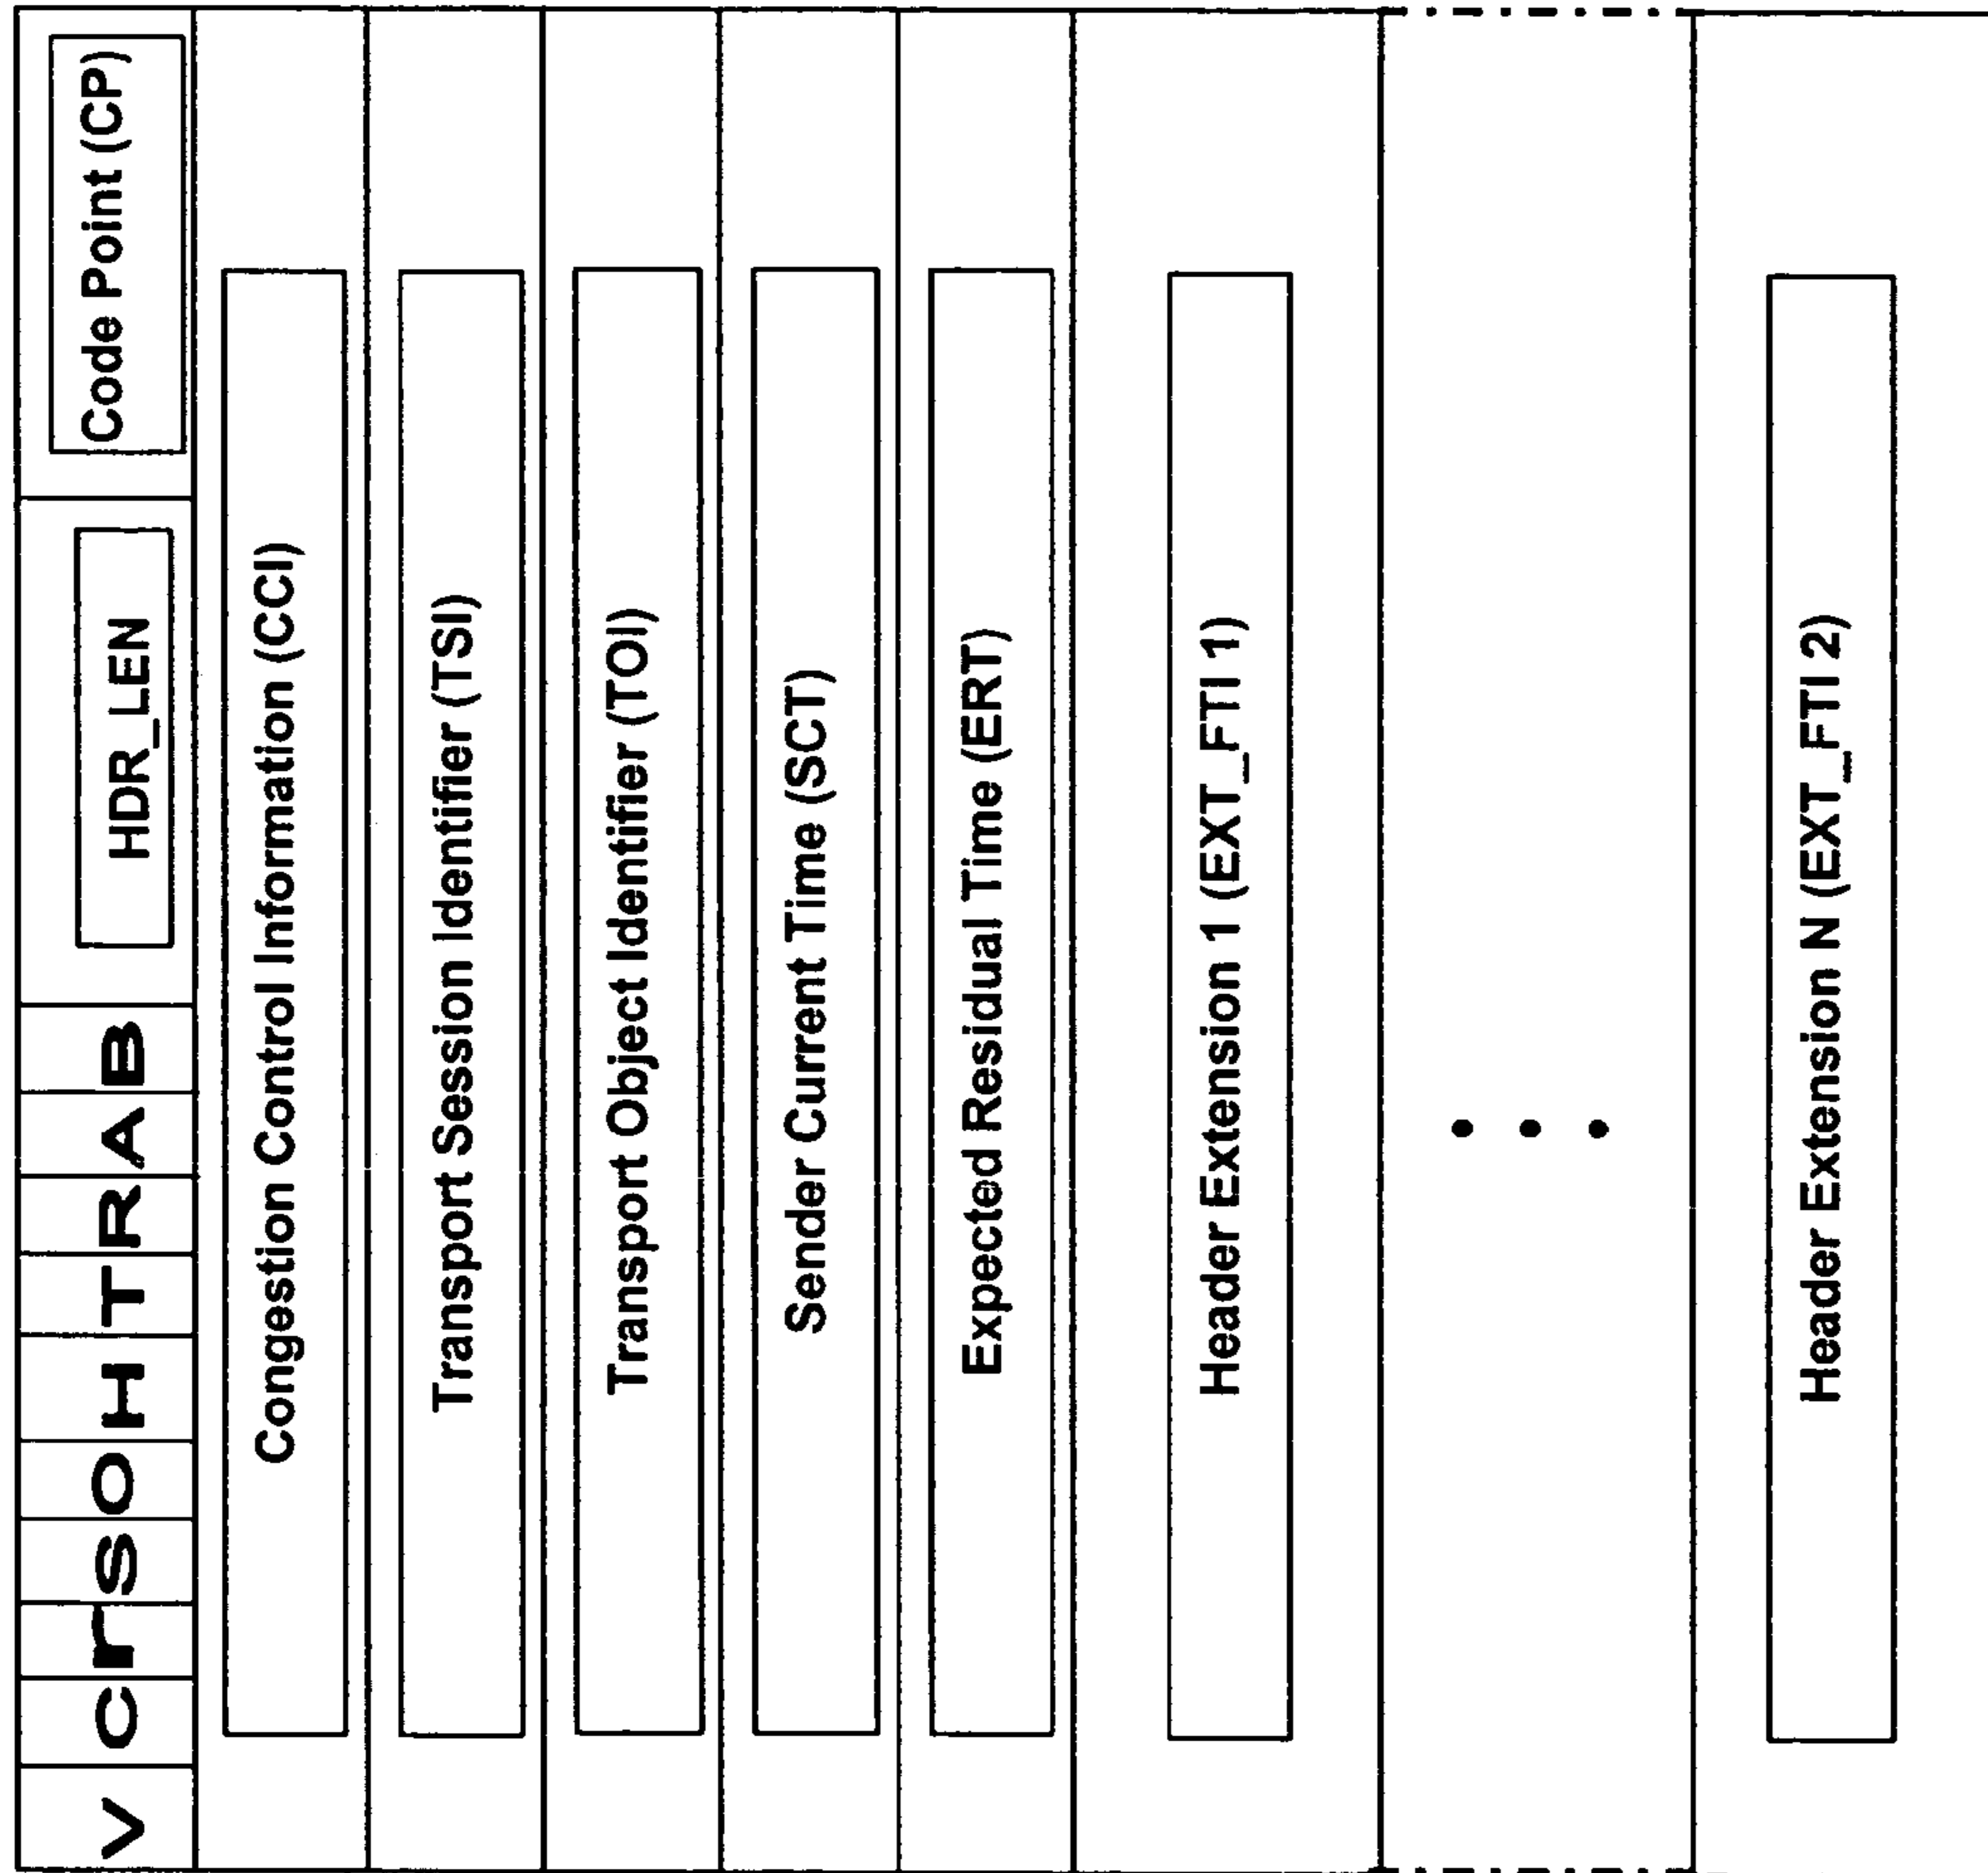 V C r S O H T R A B HDR_LEN Code Point (CP)
Congestion Control Information (CCI)
Transport Session Identifier (TSI)
Transport Object Identifier (TOI)
Sender Current Time (SCT)
Expected Residual Time (ERT)
Header Extension 1 (EXT_FTI 1)
• • •
Header Extension N (EXT_FTI 2)